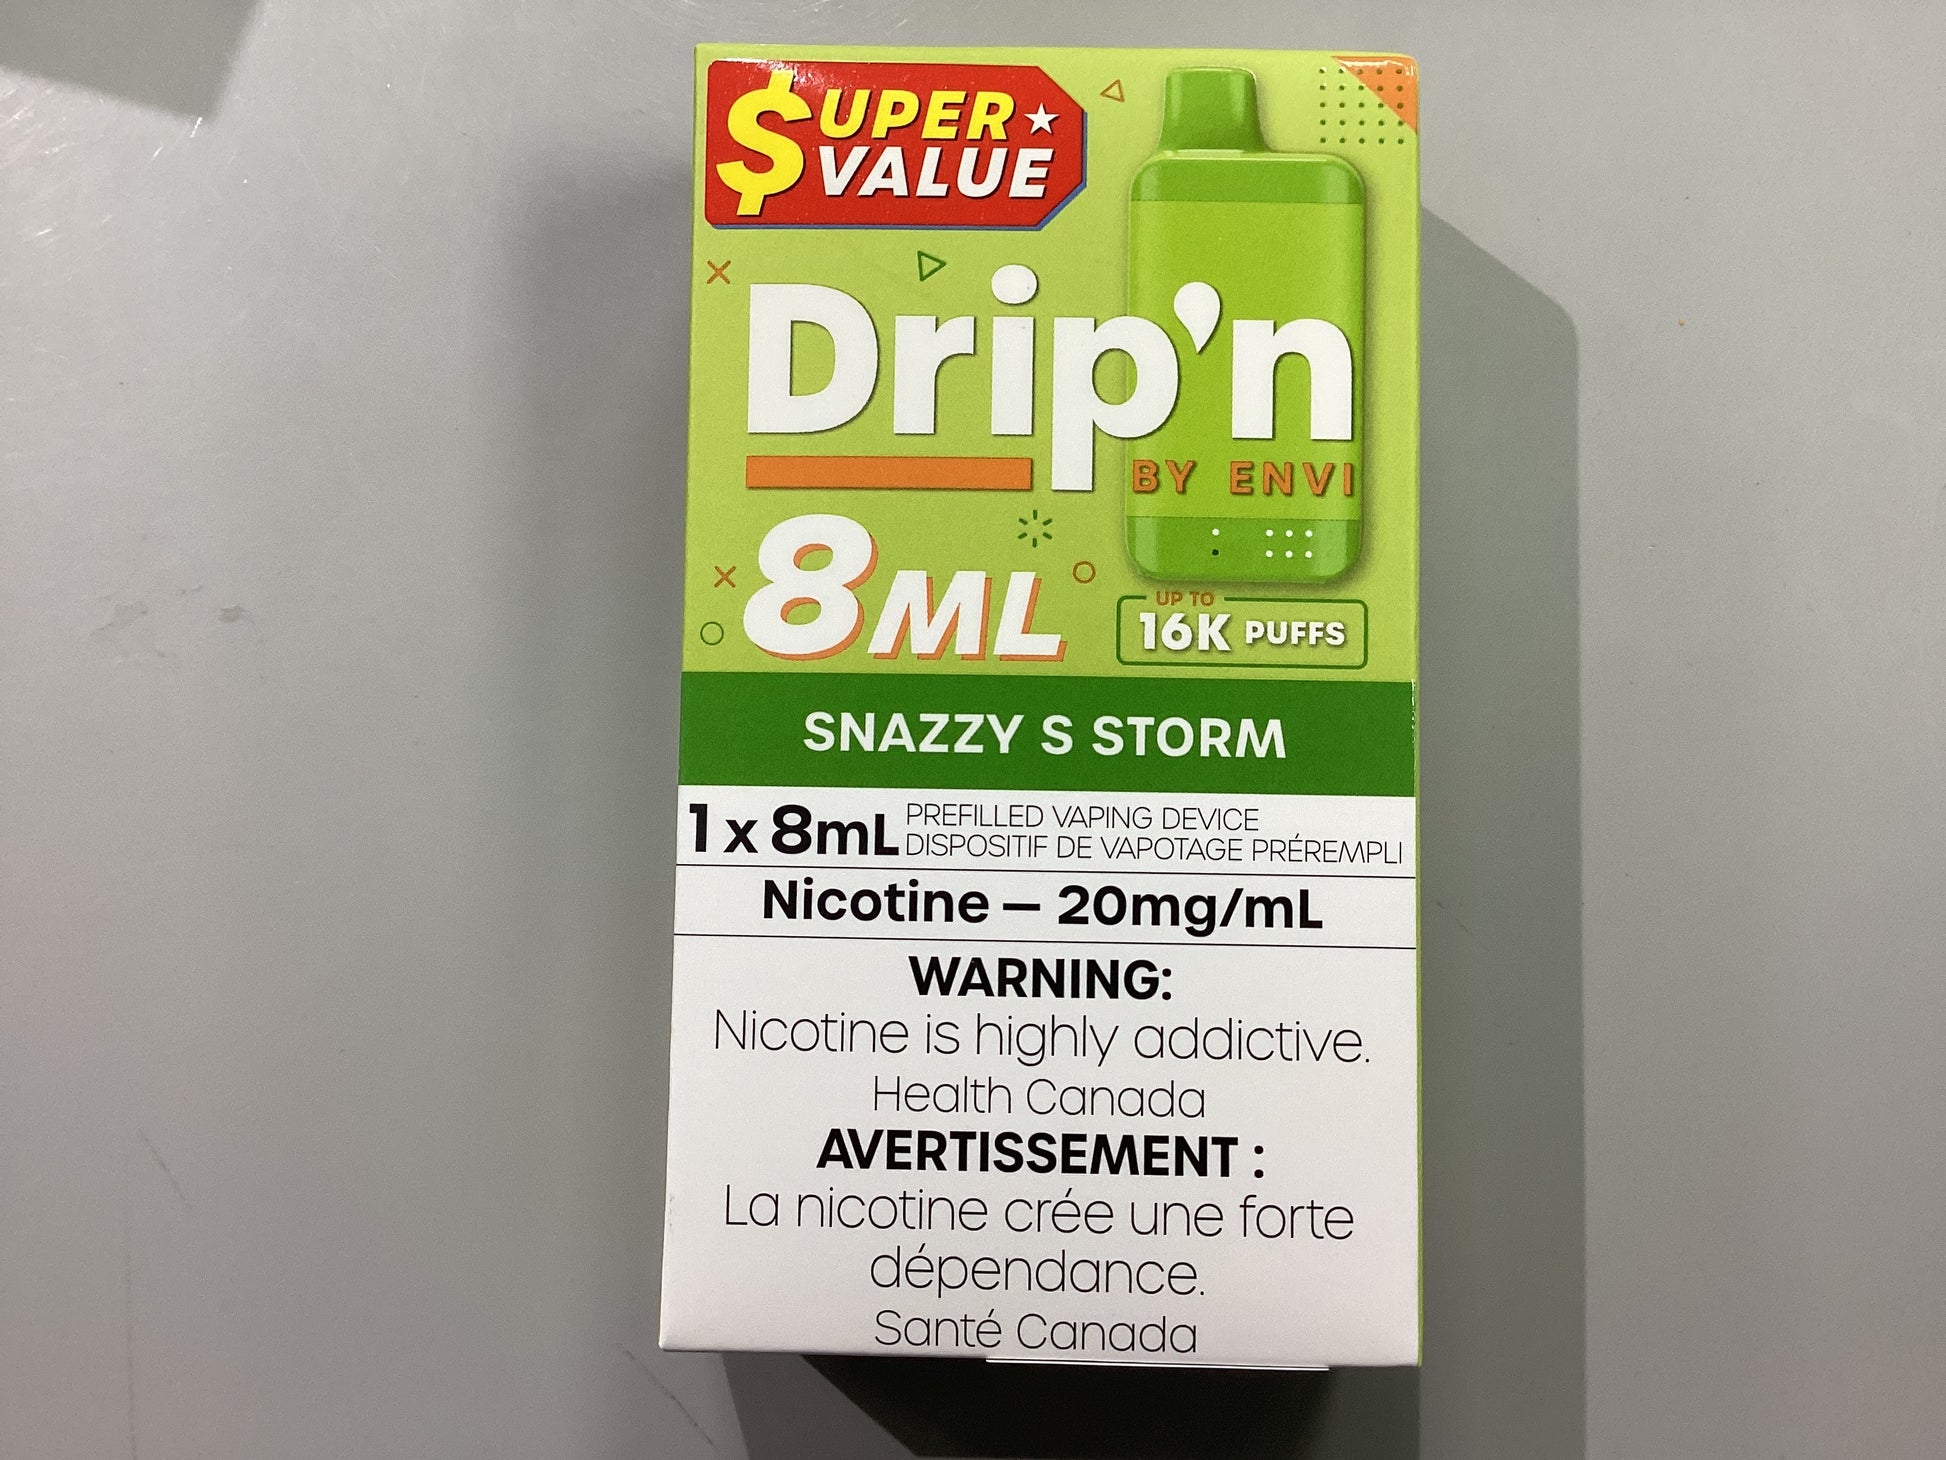 $UPER
VALUE
Drip'n
BY ENVI
8ML
UP TO
16K PUFFS
SNAZZY S STORM
1 x 8mL PREFILLED VAPING DEVICE
DISPOSITIF DE VAPOTAGE PRÉREMPLI
Nicotine — 20mg/mL
WARNING:
Nicotine is highly addictive.
Health Canada
AVERTISSEMENT :
La nicotine crée une forte
dépendance.
Santé Canada